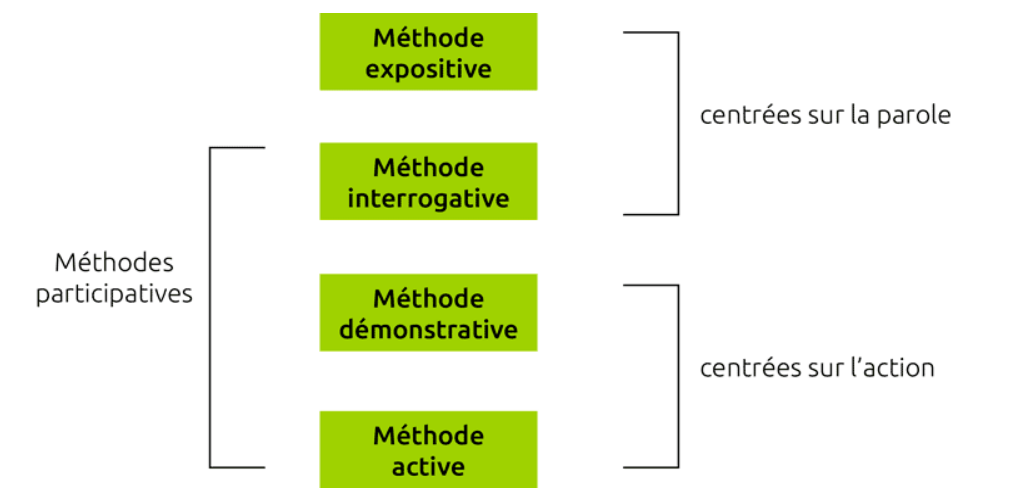 Méthode
expositive
centrées sur la parole
Méthode
interrogative
Méthodes
participatives
Méthode
démonstrative
centrées sur l’action
Méthode
active